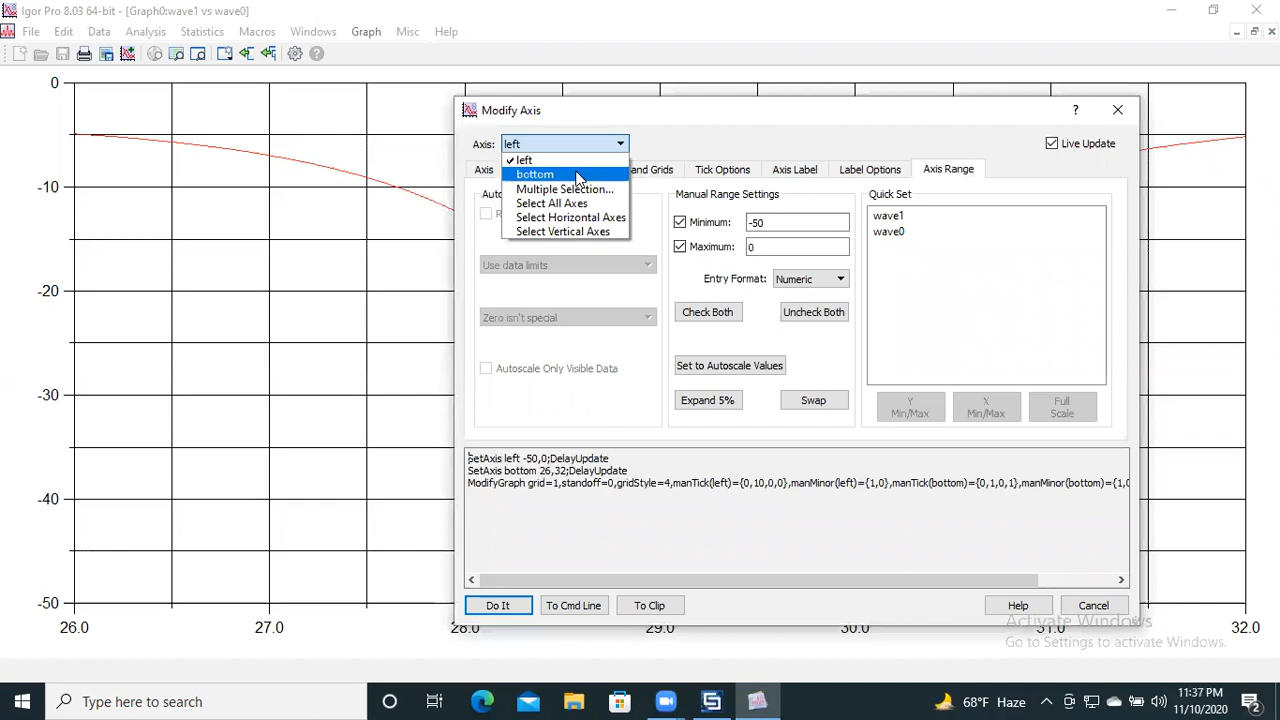 Igor Pro 8.03 64-bit - [Graph0:wave1 vs wave0]
File Edit Data Analysis Statistics Macros Windows Graph Misc Help
0
-10
-20
-30
-40
-50
26.0 27.0 28.0 29.0 30.0 31.0 32.0
Modify Axis
?
Axis: left
Live Update
left
bottom
Multiple Selection...
Select All Axes
Select Horizontal Axes
Select Vertical Axes
Axis and Grids Tick Options Axis Label Label Options Axis Range
Auto
R
Use data limits
Zero isn't special
Autoscale Only Visible Data
Manual Range Settings
Minimum: -50
Maximum: 0
Entry Format: Numeric
Check Both Uncheck Both
Set to Autoscale Values
Expand 5% Swap
Quick Set
wave1
wave0
Y Min/Max
X Min/Max
Full Scale
SetAxis left -50,0;DelayUpdate
SetAxis bottom 26,32;DelayUpdate
ModifyGraph grid=1,standoff=0,gridStyle=4,manTick(left)={0,10,0,0},manMinor(left)={1,0},manTick(bottom)={0,1,0,1},manMinor(bottom)={1,0
Do It To Cmd Line To Clip Help Cancel
Activate Windows
Go to Settings to activate Windows.
Type here to search
68°F Haze
11:37 PM
11/10/2020
2